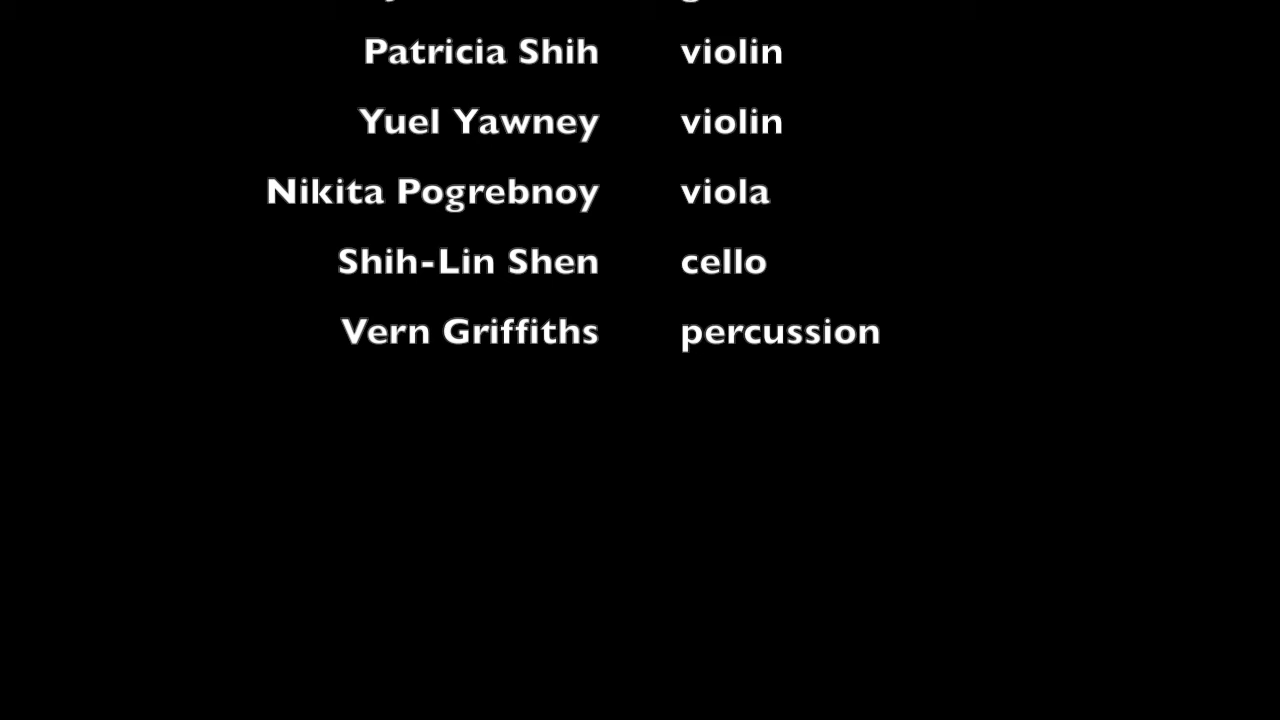 Patricia Shih violin
Yuel Yawney violin
Nikita Pogrebnoy viola
Shih-Lin Shen cello
Vern Griffiths percussion